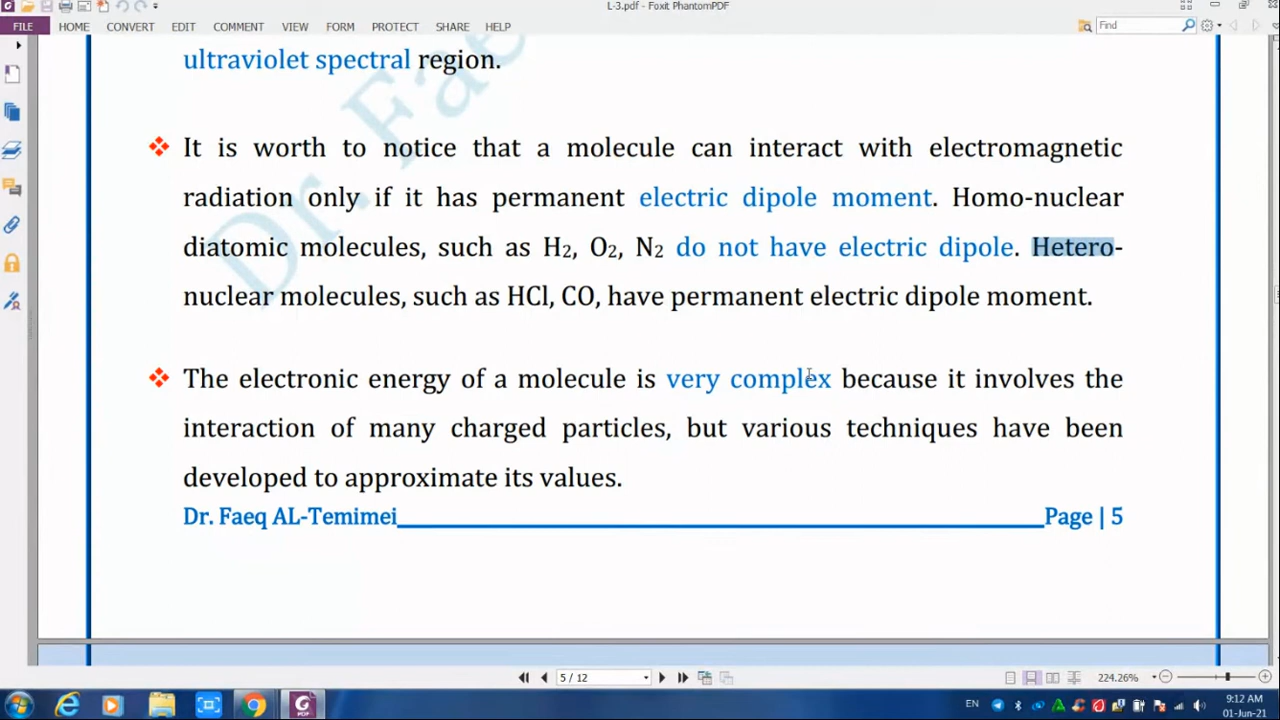 L-3.pdf - Foxit PhantomPDF
FILE HOME CONVERT EDIT COMMENT VIEW FORM PROTECT SHARE HELP Find
ultraviolet spectral region.
It is worth to notice that a molecule can interact with electromagnetic
radiation only if it has permanent electric dipole moment. Homo-nuclear
diatomic molecules, such as H₂, O₂, N₂ do not have electric dipole. Hetero-
nuclear molecules, such as HCl, CO, have permanent electric dipole moment.
The electronic energy of a molecule is very complex because it involves the
interaction of many charged particles, but various techniques have been
developed to approximate its values.
Dr. Faeq AL-Temimei Page | 5
Dr. Fae
5 / 12 224.26%
EN 9:12 AM
01-Jun-21